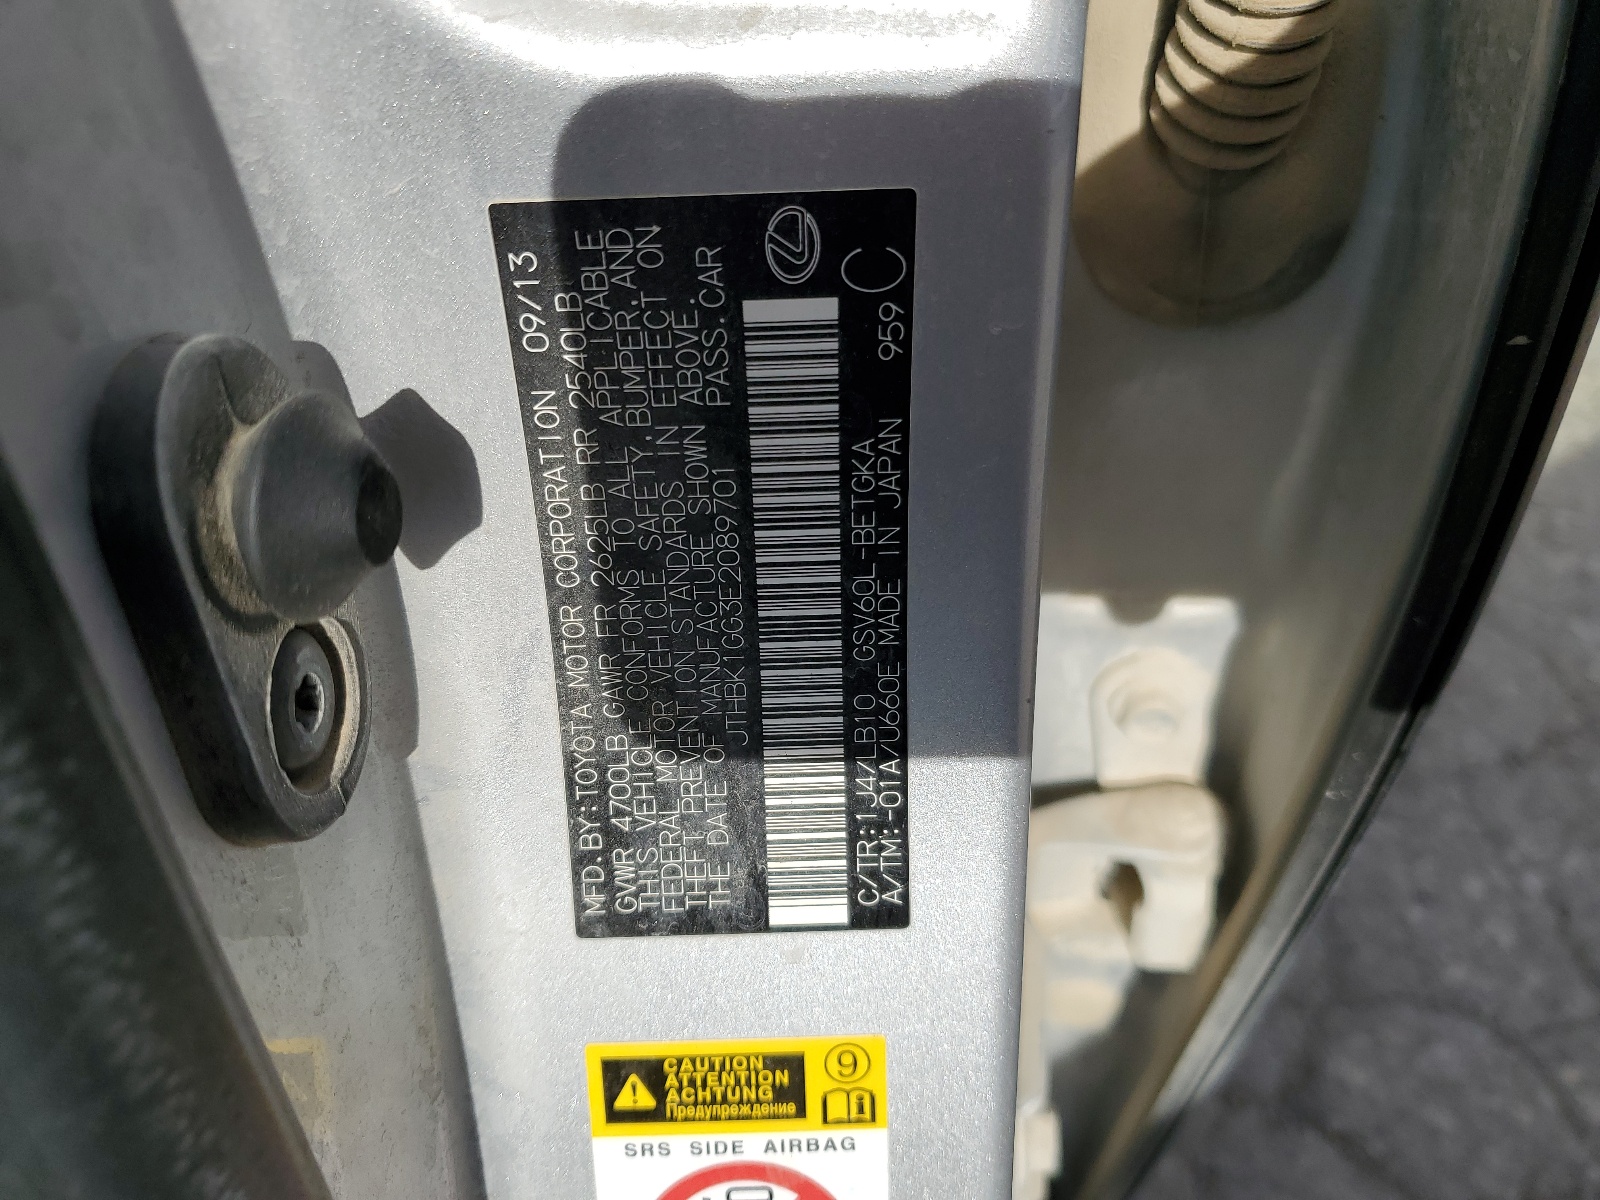 MFD.BY:TOYOTA MOTOR CORPORATION 09/13
GVWR 4700LB GAWR FR 2625LB RR 2540LB
THIS VEHICLE CONFORMS TO ALL APPLICABLE
FEDERAL MOTOR VEHICLE SAFETY,BUMPER,AND
THEFT PREVENTION STANDARDS IN EFFECT ON
THE DATE OF MANUFACTURE SHOWN ABOVE.
JTHBK1GG3E2089701 PASS.CAR
C/TR:1J4/LB10 GSV60L-BETGKA
A/TM:-01A/U660E-MADE IN JAPAN 959 C
CAUTION
ATTENTION
ACHTUNG
Предупреждение
9
i
SRS SIDE AIRBAG